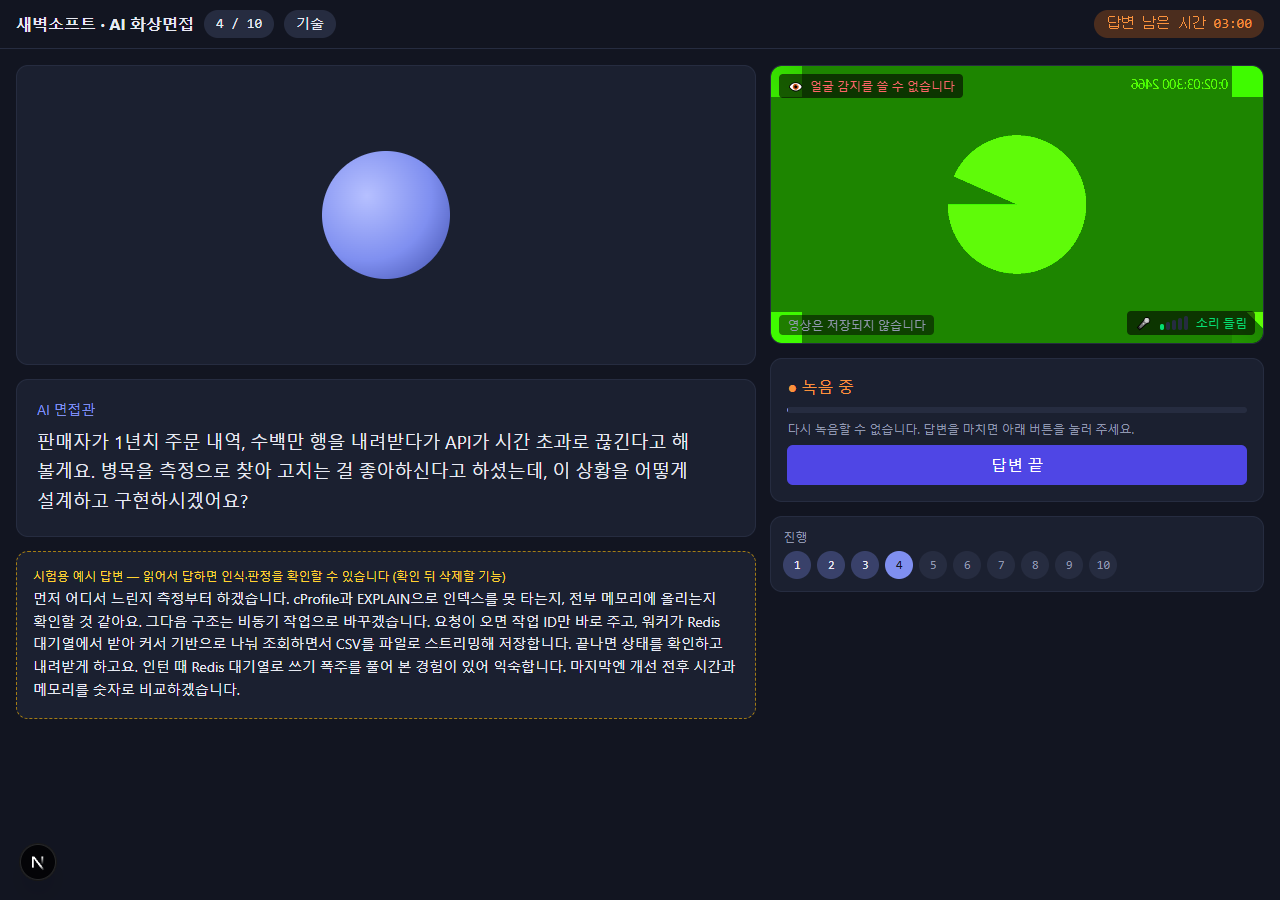 새벽소프트 · AI 화상면접
4 / 10
기술
답변 남은 시간 03:00
얼굴 감지를 쓸 수 없습니다
0:02:03:300 2466
영상은 저장되지 않습니다
소리 들림
AI 면접관
판매자가 1년치 주문 내역, 수백만 행을 내려받다가 API가 시간 초과로 끊긴다고 해
볼게요. 병목을 측정으로 찾아 고치는 걸 좋아하신다고 하셨는데, 이 상황을 어떻게
설계하고 구현하시겠어요?
● 녹음 중
다시 녹음할 수 없습니다. 답변을 마치면 아래 버튼을 눌러 주세요.
답변 끝
진행
1 2 3 4 5 6 7 8 9 10
시험용 예시 답변 — 읽어서 답하면 인식·판정을 확인할 수 있습니다 (확인 뒤 삭제할 기능)
먼저 어디서 느린지 측정부터 하겠습니다. cProfile과 EXPLAIN으로 인덱스를 못 타는지, 전부 메모리에 올리는지
확인할 것 같아요. 그다음 구조는 비동기 작업으로 바꾸겠습니다. 요청이 오면 작업 ID만 바로 주고, 워커가 Redis
대기열에서 받아 커서 기반으로 나눠 조회하면서 CSV를 파일로 스트리밍해 저장합니다. 끝나면 상태를 확인하고
내려받게 하고요. 인턴 때 Redis 대기열로 쓰기 폭주를 풀어 본 경험이 있어 익숙합니다. 마지막엔 개선 전후 시간과
메모리를 숫자로 비교하겠습니다.
N